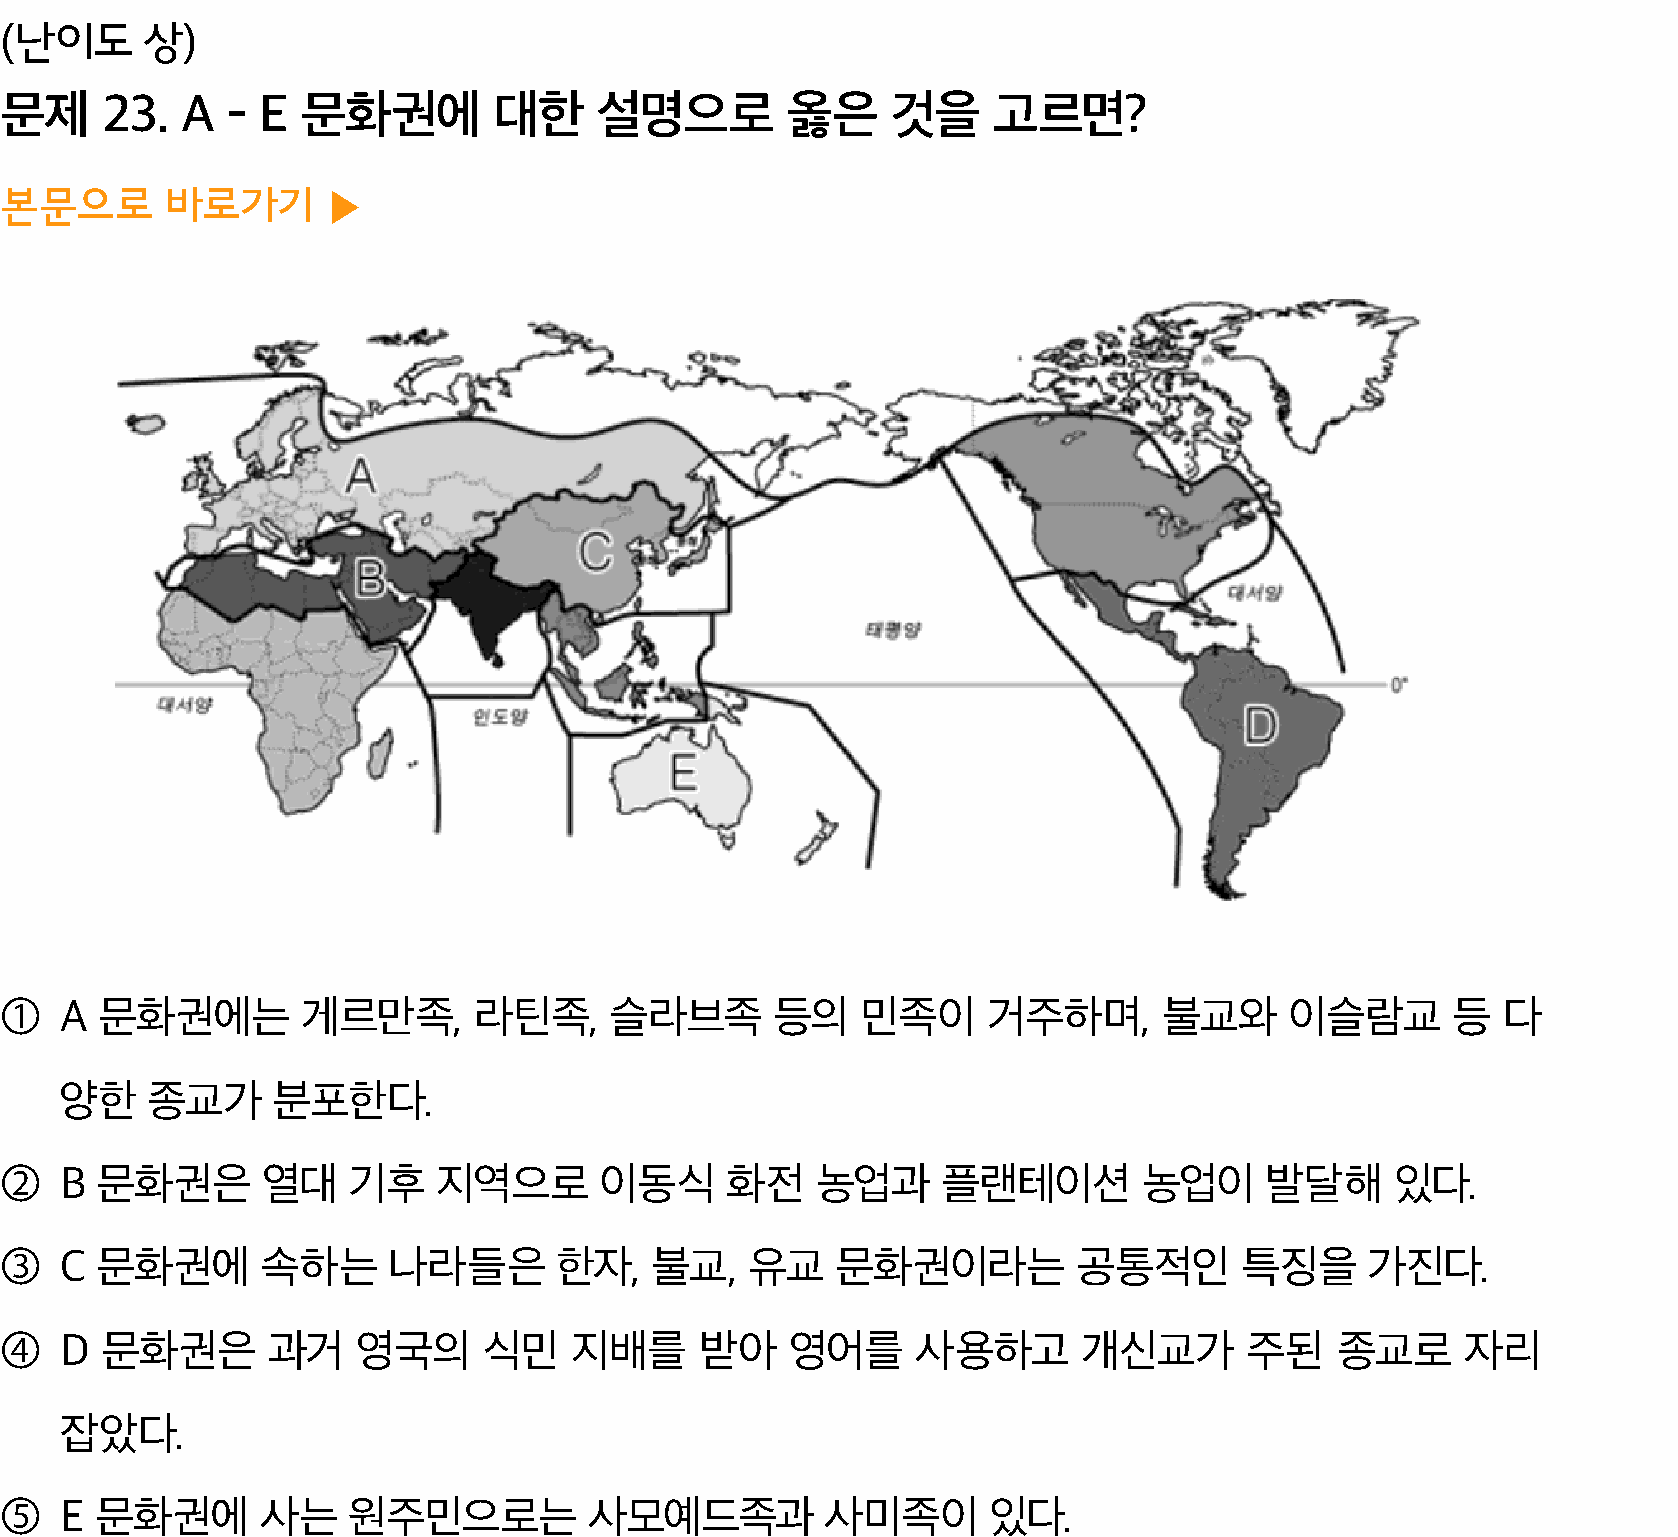 (난이도 상)
문제 23. A - E 문화권에 대한 설명으로 옳은 것을 고르면?
본문으로 바로가기 ▶
A
B
C
대서양
태평양
0°
대서양
인도양
D
E
① A 문화권에는 게르만족, 라틴족, 슬라브족 등의 민족이 거주하며, 불교와 이슬람교 등 다
양한 종교가 분포한다.
② B 문화권은 열대 기후 지역으로 이동식 화전 농업과 플랜테이션 농업이 발달해 있다.
③ C 문화권에 속하는 나라들은 한자, 불교, 유교 문화권이라는 공통적인 특징을 가진다.
④ D 문화권은 과거 영국의 식민 지배를 받아 영어를 사용하고 개신교가 주된 종교로 자리
잡았다.
⑤ E 문화권에 사는 원주민으로는 사모예드족과 사미족이 있다.